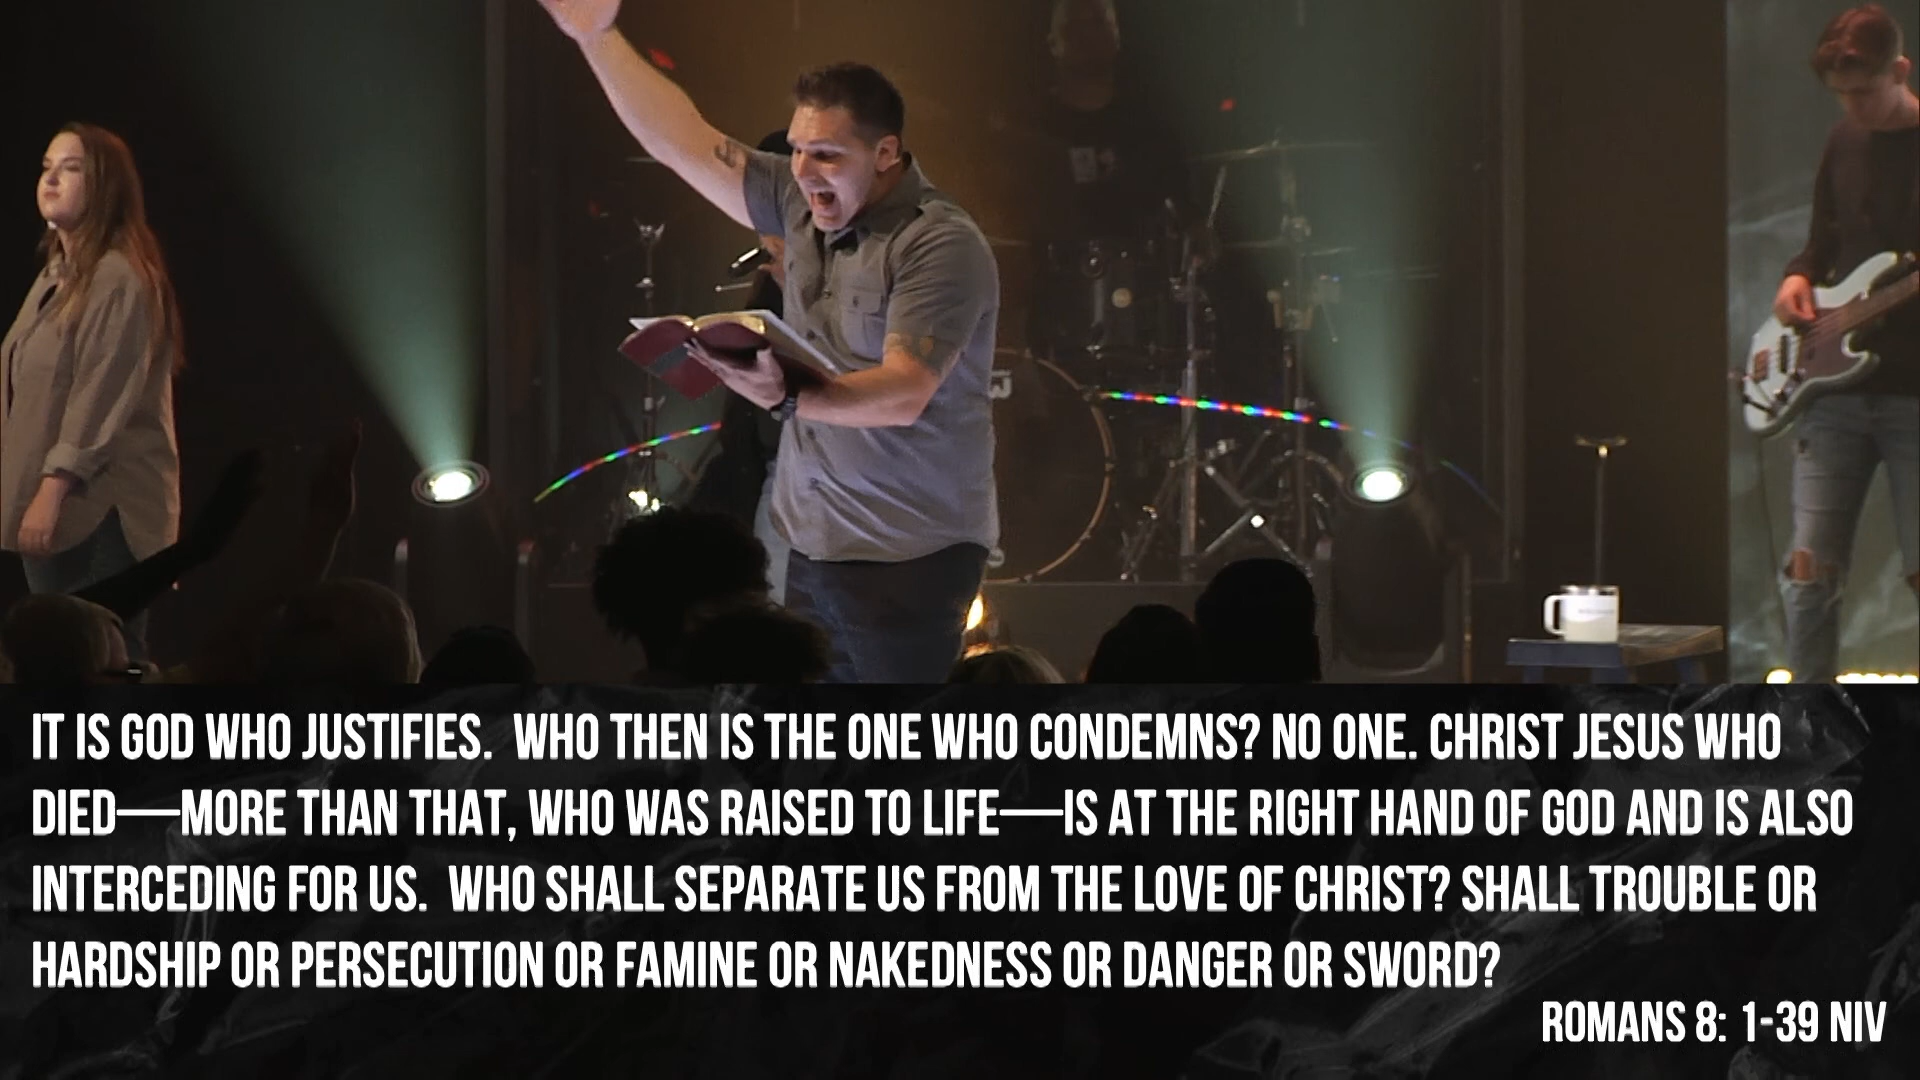 IT IS GOD WHO JUSTIFIES.  WHO THEN IS THE ONE WHO CONDEMNS? NO ONE. CHRIST JESUS WHO
DIED—MORE THAN THAT, WHO WAS RAISED TO LIFE—IS AT THE RIGHT HAND OF GOD AND IS ALSO
INTERCEDING FOR US.  WHO SHALL SEPARATE US FROM THE LOVE OF CHRIST? SHALL TROUBLE OR
HARDSHIP OR PERSECUTION OR FAMINE OR NAKEDNESS OR DANGER OR SWORD?
ROMANS 8: 1-39 NIV